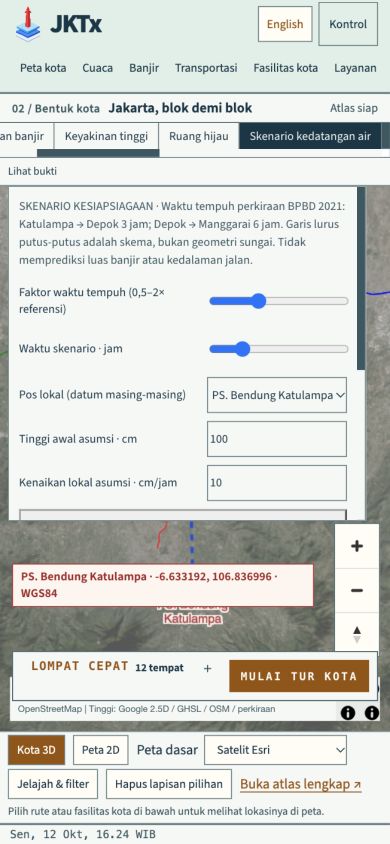 JKTx
English
Kontrol
Peta kota Cuaca Banjir Transportasi Fasilitas kota Layanan
02 / Bentuk kota Jakarta, blok demi blok Atlas siap
an banjir Keyakinan tinggi Ruang hijau Skenario kedatangan air
Lihat bukti
SKENARIO KESIAPSIAGAAN · Waktu tempuh perkiraan BPBD 2021:
Katulampa → Depok 3 jam; Depok → Manggarai 6 jam. Garis lurus
putus-putus adalah skema, bukan geometri sungai. Tidak
memprediksi luas banjir atau kedalaman jalan.
Faktor waktu tempuh (0,5–2×
referensi)
Waktu skenario · jam
Pos lokal (datum masing-masing) PS. Bendung Katulampa
Tinggi awal asumsi · cm 100
Kenaikan lokal asumsi · cm/jam 10
+
PS. Bendung Katulampa · -6.633192, 106.836996 ·
WGS84
−
Katulampa
LOMPAT CEPAT 12 tempat + MULAI TUR KOTA
OpenStreetMap | Tinggi: Google 2.5D / GHSL / OSM / perkiraan
Kota 3D Peta 2D Peta dasar Satelit Esri
Jelajah & filter Hapus lapisan pilihan Buka atlas lengkap ↗
Pilih rute atau fasilitas kota di bawah untuk melihat lokasinya di peta.
Sen, 12 Okt, 16.24 WIB